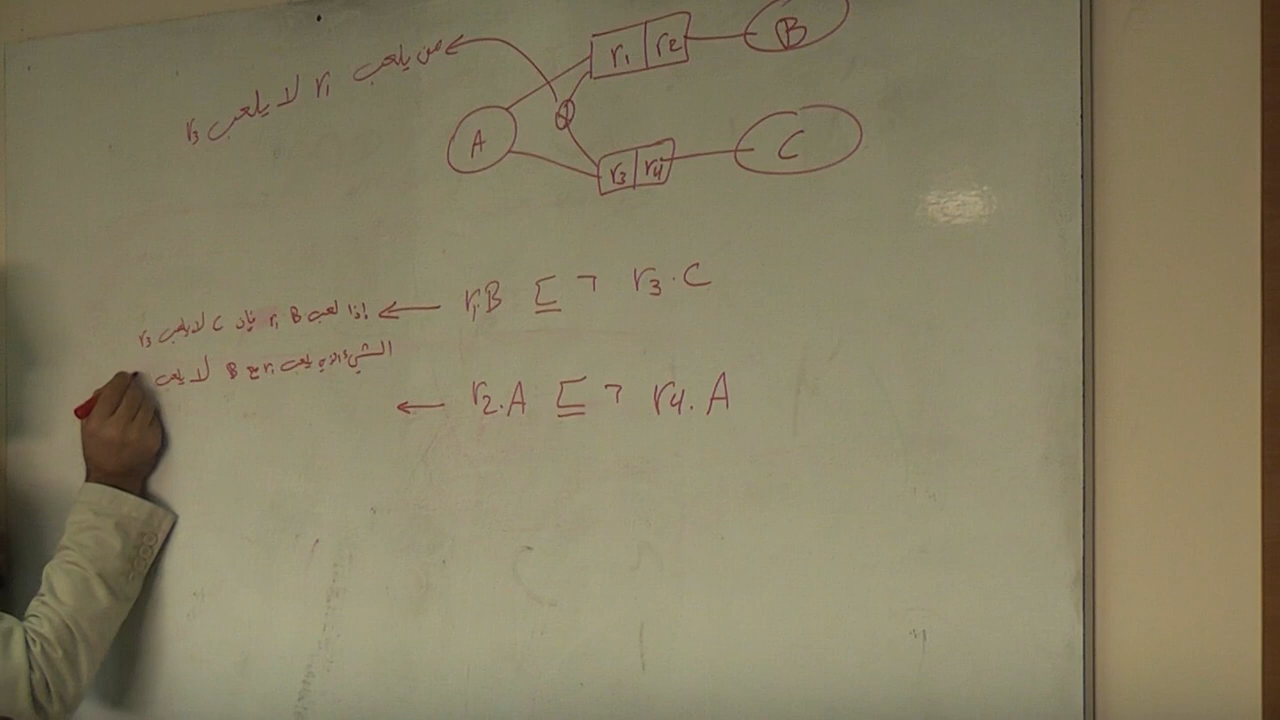 من يلعب r1 لا يلعب r3
r1 r2 B
A
r3 r4 C
r1.B ⊑ ¬ r3.C
إذا لعب r1 B فإن C لا يلعب r3
الشيء الذي يلعب r1 مع B لا يلعب
r2.A ⊑ ¬ r4.A